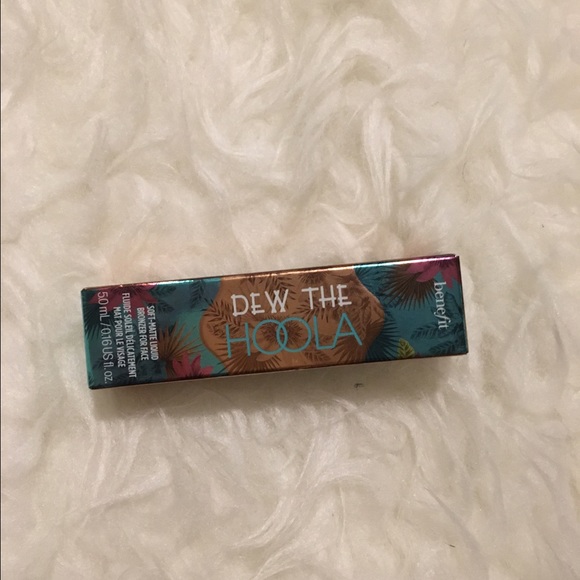 benefit
DEW THE
HOOLA
SOFT-MATTE LIQUID
BRONZER FOR FACE
FLUIDE SOLEIL DÉLICATEMENT
MAT POUR LE VISAGE
5.0 mL / 0.16 US fl. oz.